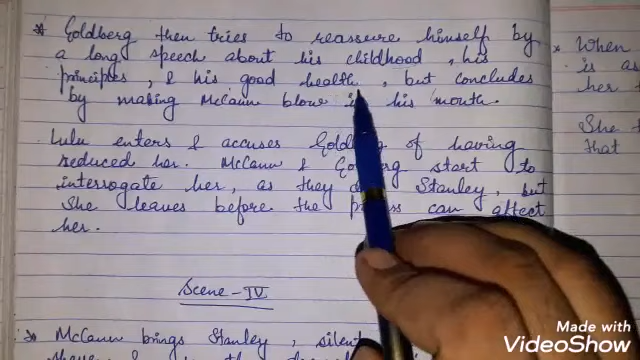 * Goldberg then tries to reassure himself by
a long speech about his childhood, his
principles, & his good health, but concludes
by making McCann blow i his mouth.
Lulu enters & accuses Goldberg of having
seduced her. McCann & Goldberg start to
interrogate her, as they Stanley, but
She leaves before the can affect
her.
Scene-IV
* McCann brings Stanley, silent
* When
is as
her
She
that
Made with
VideoShow